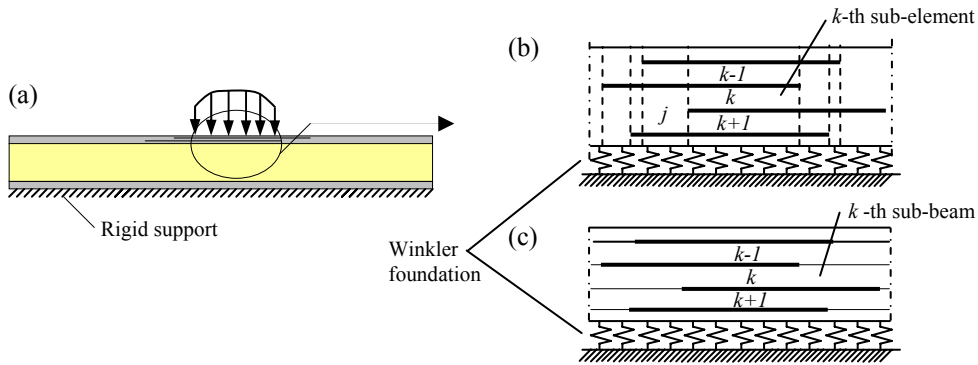 (a)
Rigid support
Winkler
foundation
(b)
k-th sub-element
k-1
k
j
k+1
(c)
k -th sub-beam
k-1
k
k+1